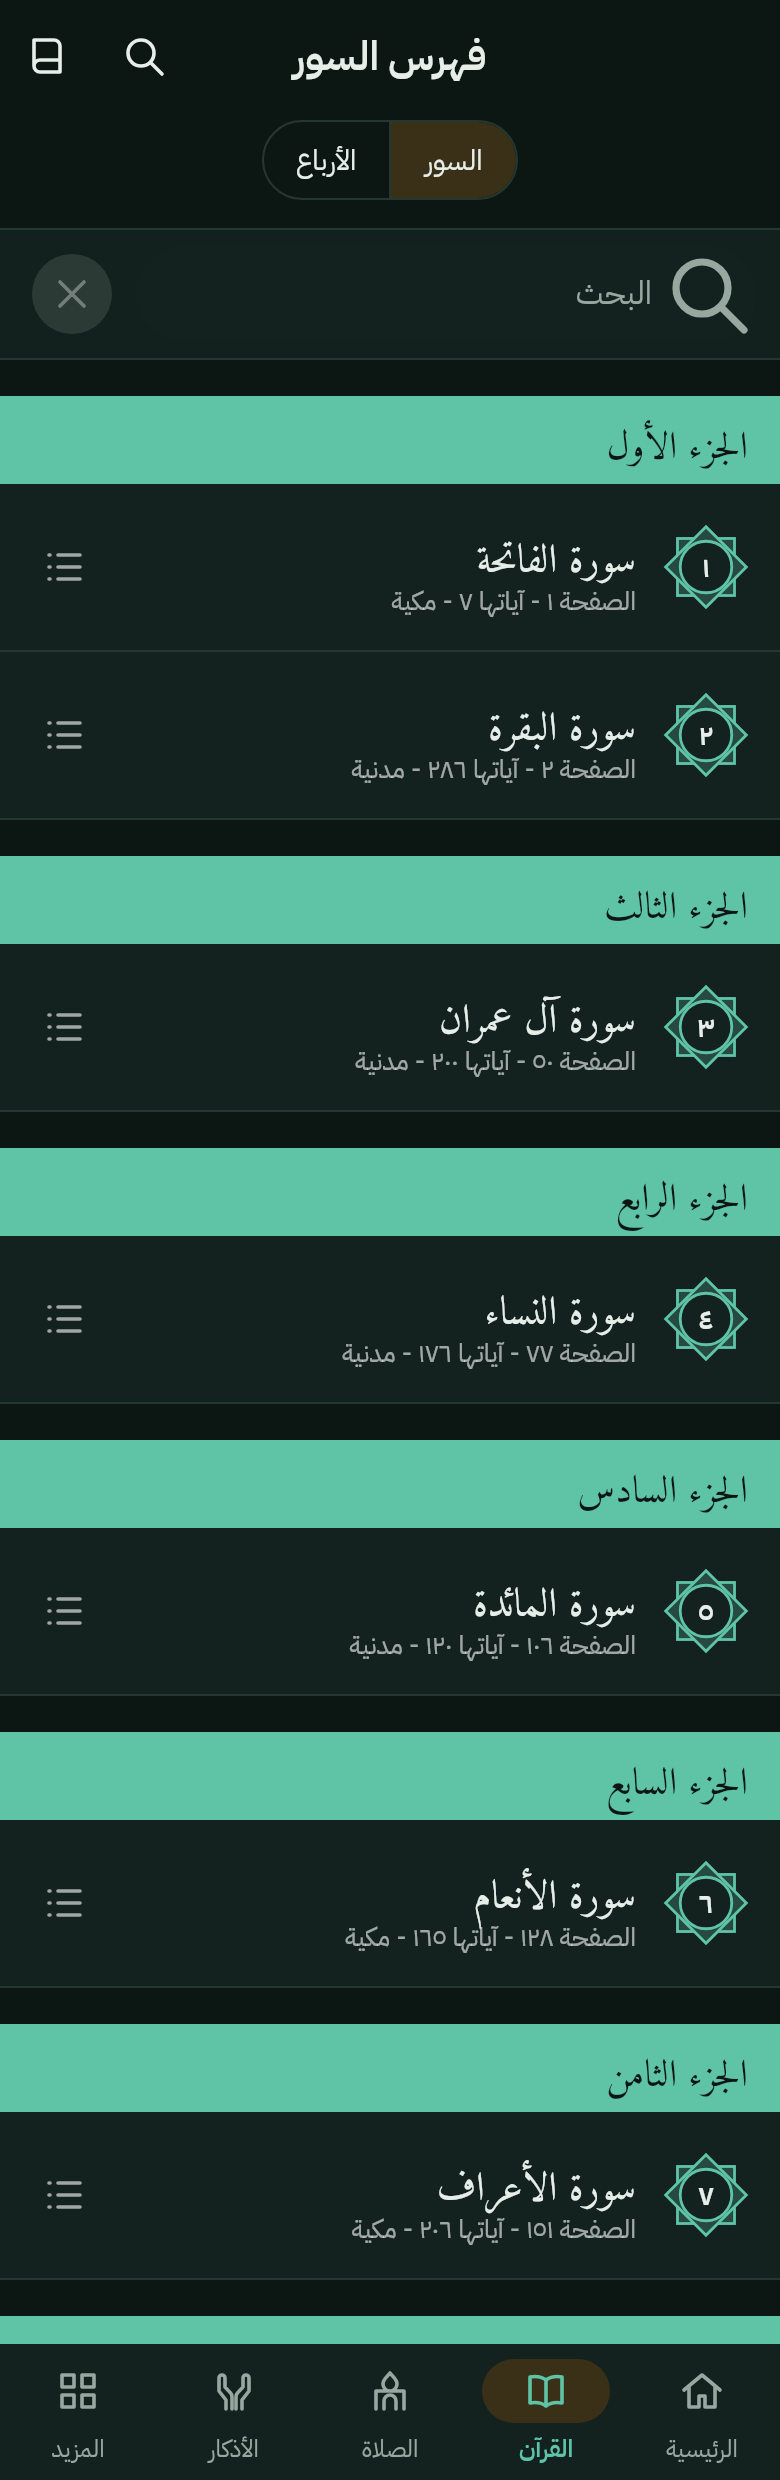 فهرس السور
السور
الأرباع
البحث
الجزء الأول
١
سورة الفاتحة
الصفحة ١ - آياتها ٧ - مكية
٢
سورة البقرة
الصفحة ٢ - آياتها ٢٨٦ - مدنية
الجزء الثالث
٣
سورة آل عمران
الصفحة ٥٠ - آياتها ٢٠٠ - مدنية
الجزء الرابع
٤
سورة النساء
الصفحة ٧٧ - آياتها ١٧٦ - مدنية
الجزء السادس
٥
سورة المائدة
الصفحة ١٠٦ - آياتها ١٢٠ - مدنية
الجزء السابع
٦
سورة الأنعام
الصفحة ١٢٨ - آياتها ١٦٥ - مكية
الجزء الثامن
٧
سورة الأعراف
الصفحة ١٥١ - آياتها ٢٠٦ - مكية
الرئيسية
القرآن
الصلاة
الأذكار
المزيد